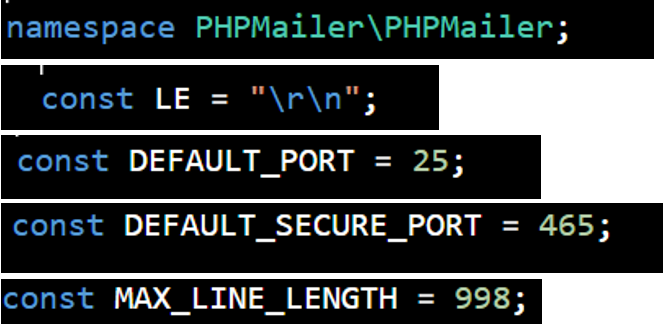 namespace PHPMailer\PHPMailer;
const LE = "\r\n";
const DEFAULT_PORT = 25;
const DEFAULT_SECURE_PORT = 465;
const MAX_LINE_LENGTH = 998;